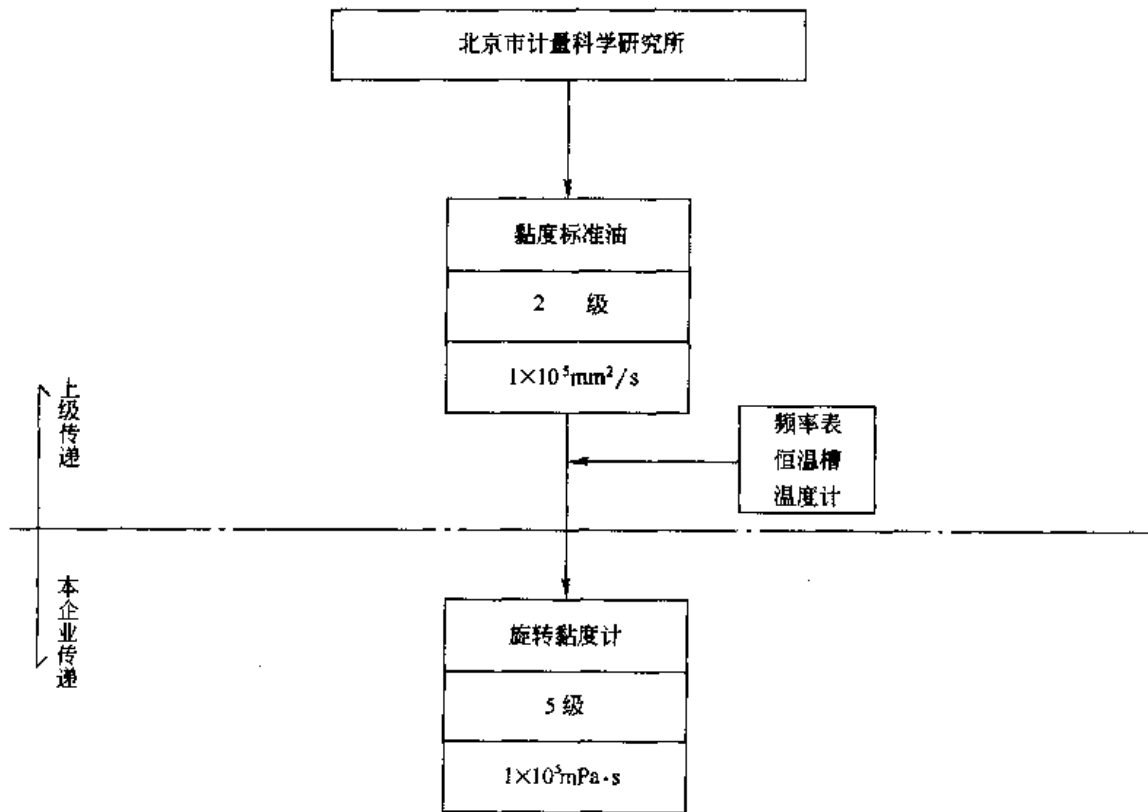 北京市计量科学研究所
黏度标准油
2 级
1×10⁵mm²/s
频率表
恒温槽
温度计
上级传递
本企业传递
旋转黏度计
5级
1×10⁵mPa·s